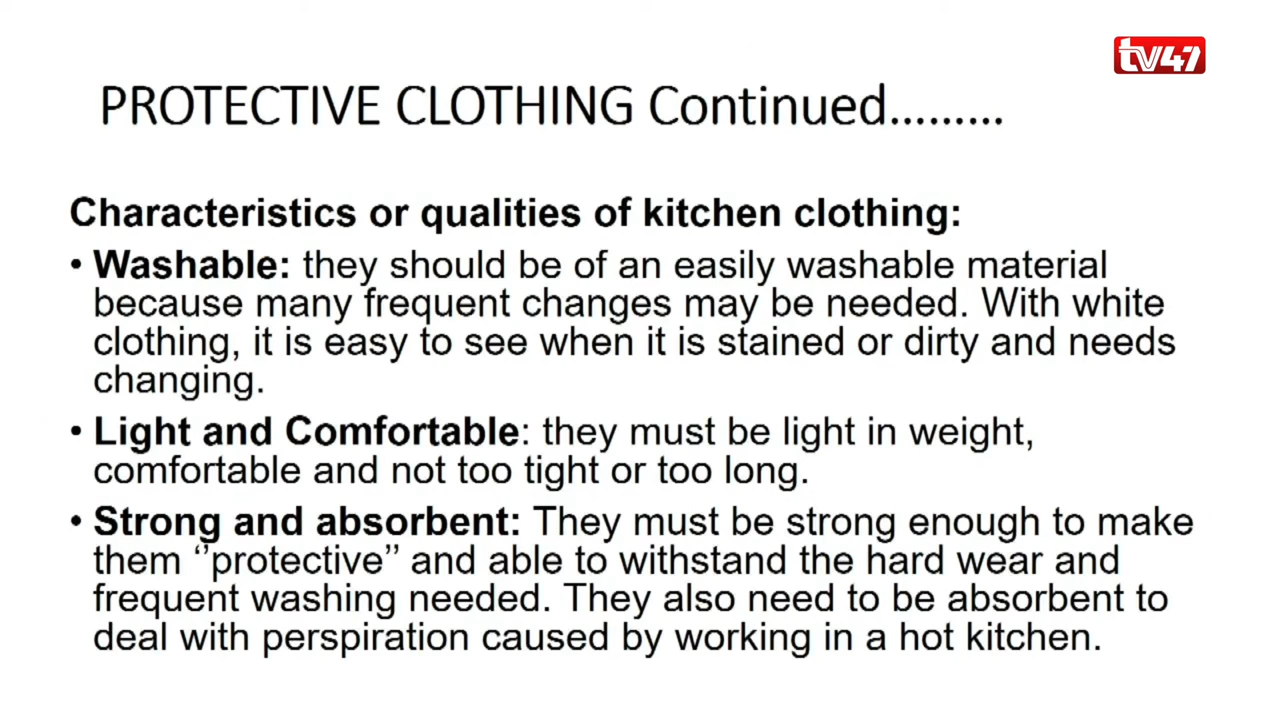 tv47
PROTECTIVE CLOTHING Continued.........
Characteristics or qualities of kitchen clothing:
• Washable: they should be of an easily washable material
because many frequent changes may be needed. With white
clothing, it is easy to see when it is stained or dirty and needs
changing.
• Light and Comfortable: they must be light in weight,
comfortable and not too tight or too long.
• Strong and absorbent: They must be strong enough to make
them ‘’protective’’ and able to withstand the hard wear and
frequent washing needed. They also need to be absorbent to
deal with perspiration caused by working in a hot kitchen.